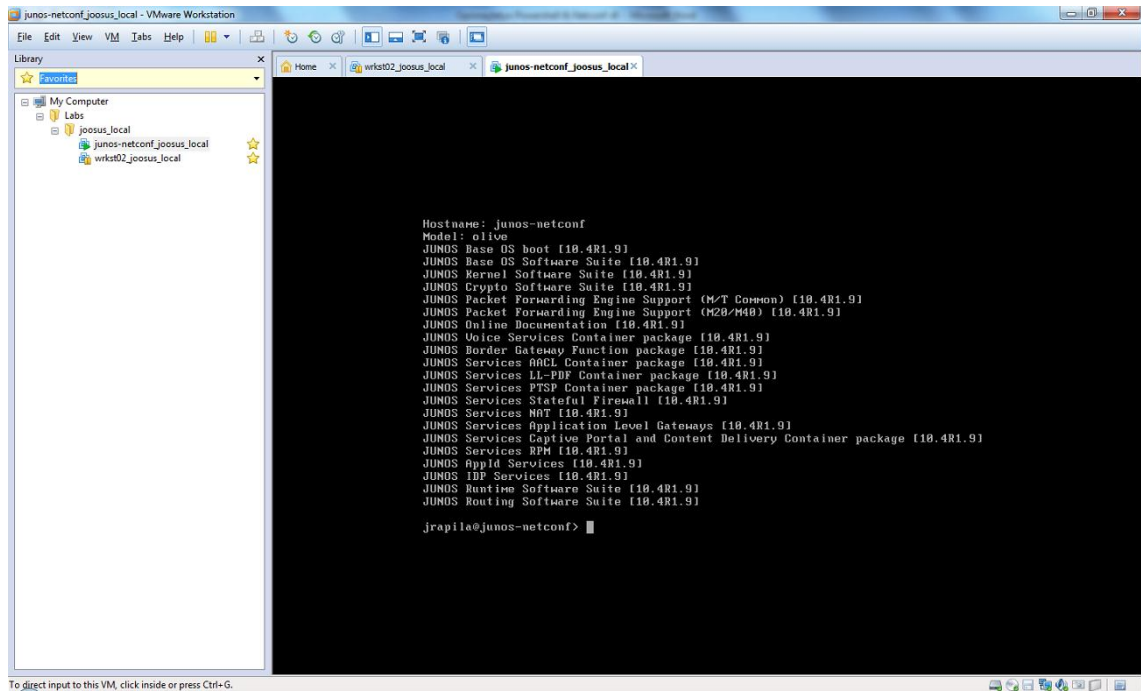 junos-netconf_joosus_local - VMware Workstation
File Edit View VM Tabs Help
Library
Favorites
My Computer
Labs
joosus_local
junos-netconf_joosus_local
wrkst02_joosus_local
Home
wrkst02_joosus_local
junos-netconf_joosus_local
Hostname: junos-netconf
Model: olive
JUNOS Base OS boot [10.4R1.9]
JUNOS Base OS Software Suite [10.4R1.9]
JUNOS Kernel Software Suite [10.4R1.9]
JUNOS Crypto Software Suite [10.4R1.9]
JUNOS Packet Forwarding Engine Support (M/T Common) [10.4R1.9]
JUNOS Packet Forwarding Engine Support (M20/M40) [10.4R1.9]
JUNOS Online Documentation [10.4R1.9]
JUNOS Voice Services Container package [10.4R1.9]
JUNOS Border Gateway Function package [10.4R1.9]
JUNOS Services AACL Container package [10.4R1.9]
JUNOS Services LL-PDF Container package [10.4R1.9]
JUNOS Services PTSP Container package [10.4R1.9]
JUNOS Services Stateful Firewall [10.4R1.9]
JUNOS Services NAT [10.4R1.9]
JUNOS Services Application Level Gateways [10.4R1.9]
JUNOS Services Captive Portal and Content Delivery Container package [10.4R1.9]
JUNOS Services RPM [10.4R1.9]
JUNOS AppId Services [10.4R1.9]
JUNOS IDP Services [10.4R1.9]
JUNOS Runtime Software Suite [10.4R1.9]
JUNOS Routing Software Suite [10.4R1.9]
jrapila@junos-netconf>
To direct input to this VM, click inside or press Ctrl+G.